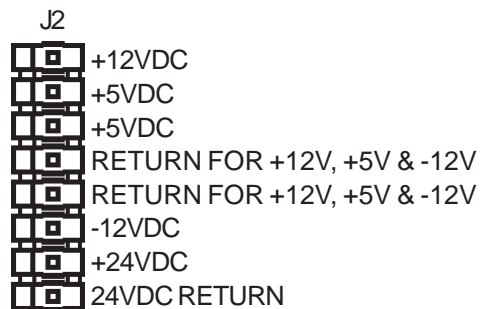 J2
+12VDC
+5VDC
+5VDC
RETURN FOR +12V, +5V & -12V
RETURN FOR +12V, +5V & -12V
-12VDC
+24VDC
24VDC RETURN